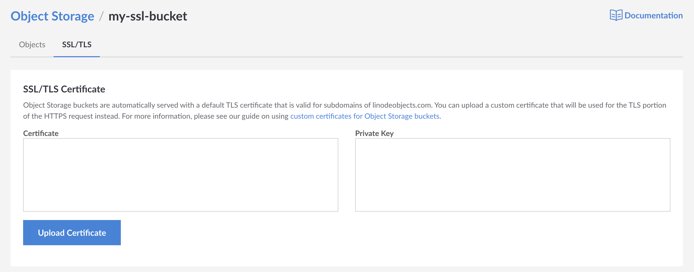 Object Storage / my-ssl-bucket
Documentation
Objects
SSL/TLS
SSL/TLS Certificate
Object Storage buckets are automatically served with a default TLS certificate that is valid for subdomains of linodeobjects.com. You can upload a custom certificate that will be used for the TLS portion
of the HTTPS request instead. For more information, please see our guide on using custom certificates for Object Storage buckets.
Certificate
Private Key
Upload Certificate